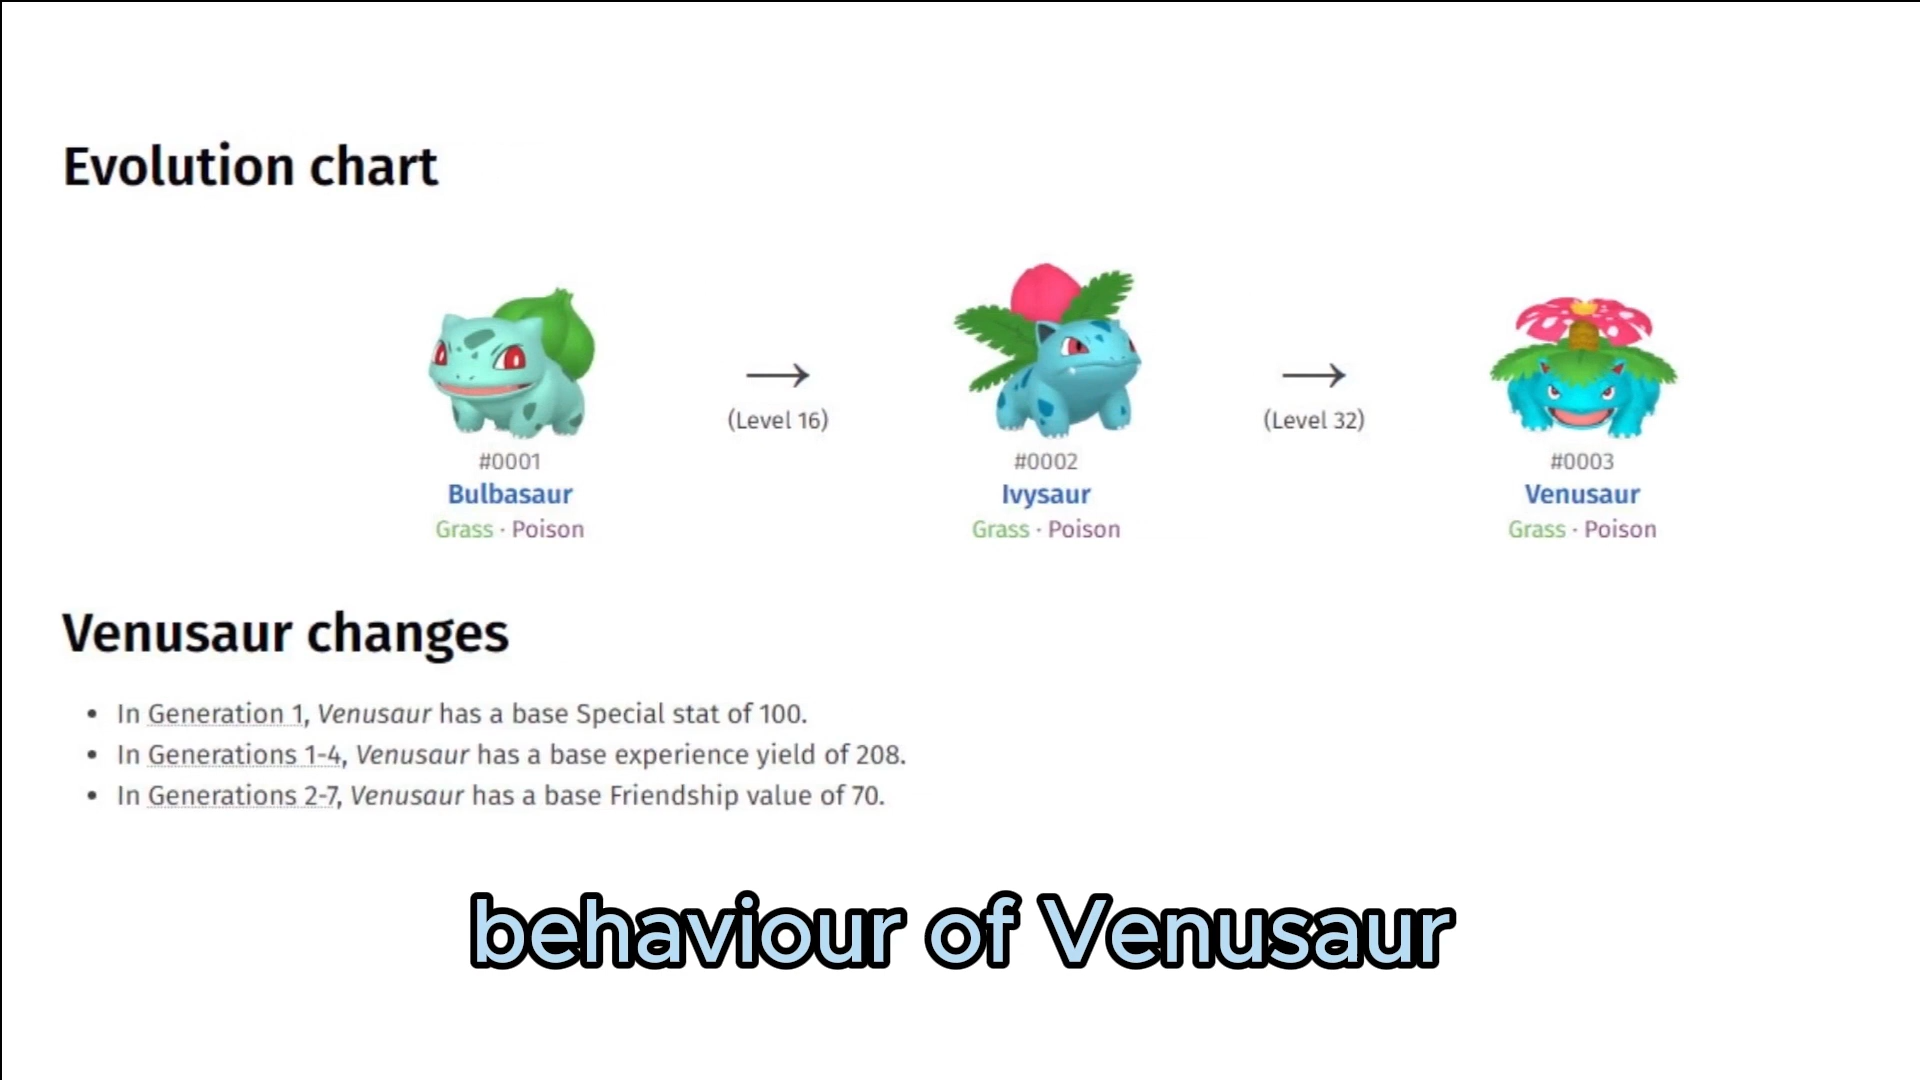 Evolution chart
(Level 16)
(Level 32)
#0001
#0002
#0003
Bulbasaur
Ivysaur
Venusaur
Grass · Poison
Grass · Poison
Grass · Poison
Venusaur changes
• In Generation 1, Venusaur has a base Special stat of 100.
• In Generations 1-4, Venusaur has a base experience yield of 208.
• In Generations 2-7, Venusaur has a base Friendship value of 70.
behaviour of Venusaur